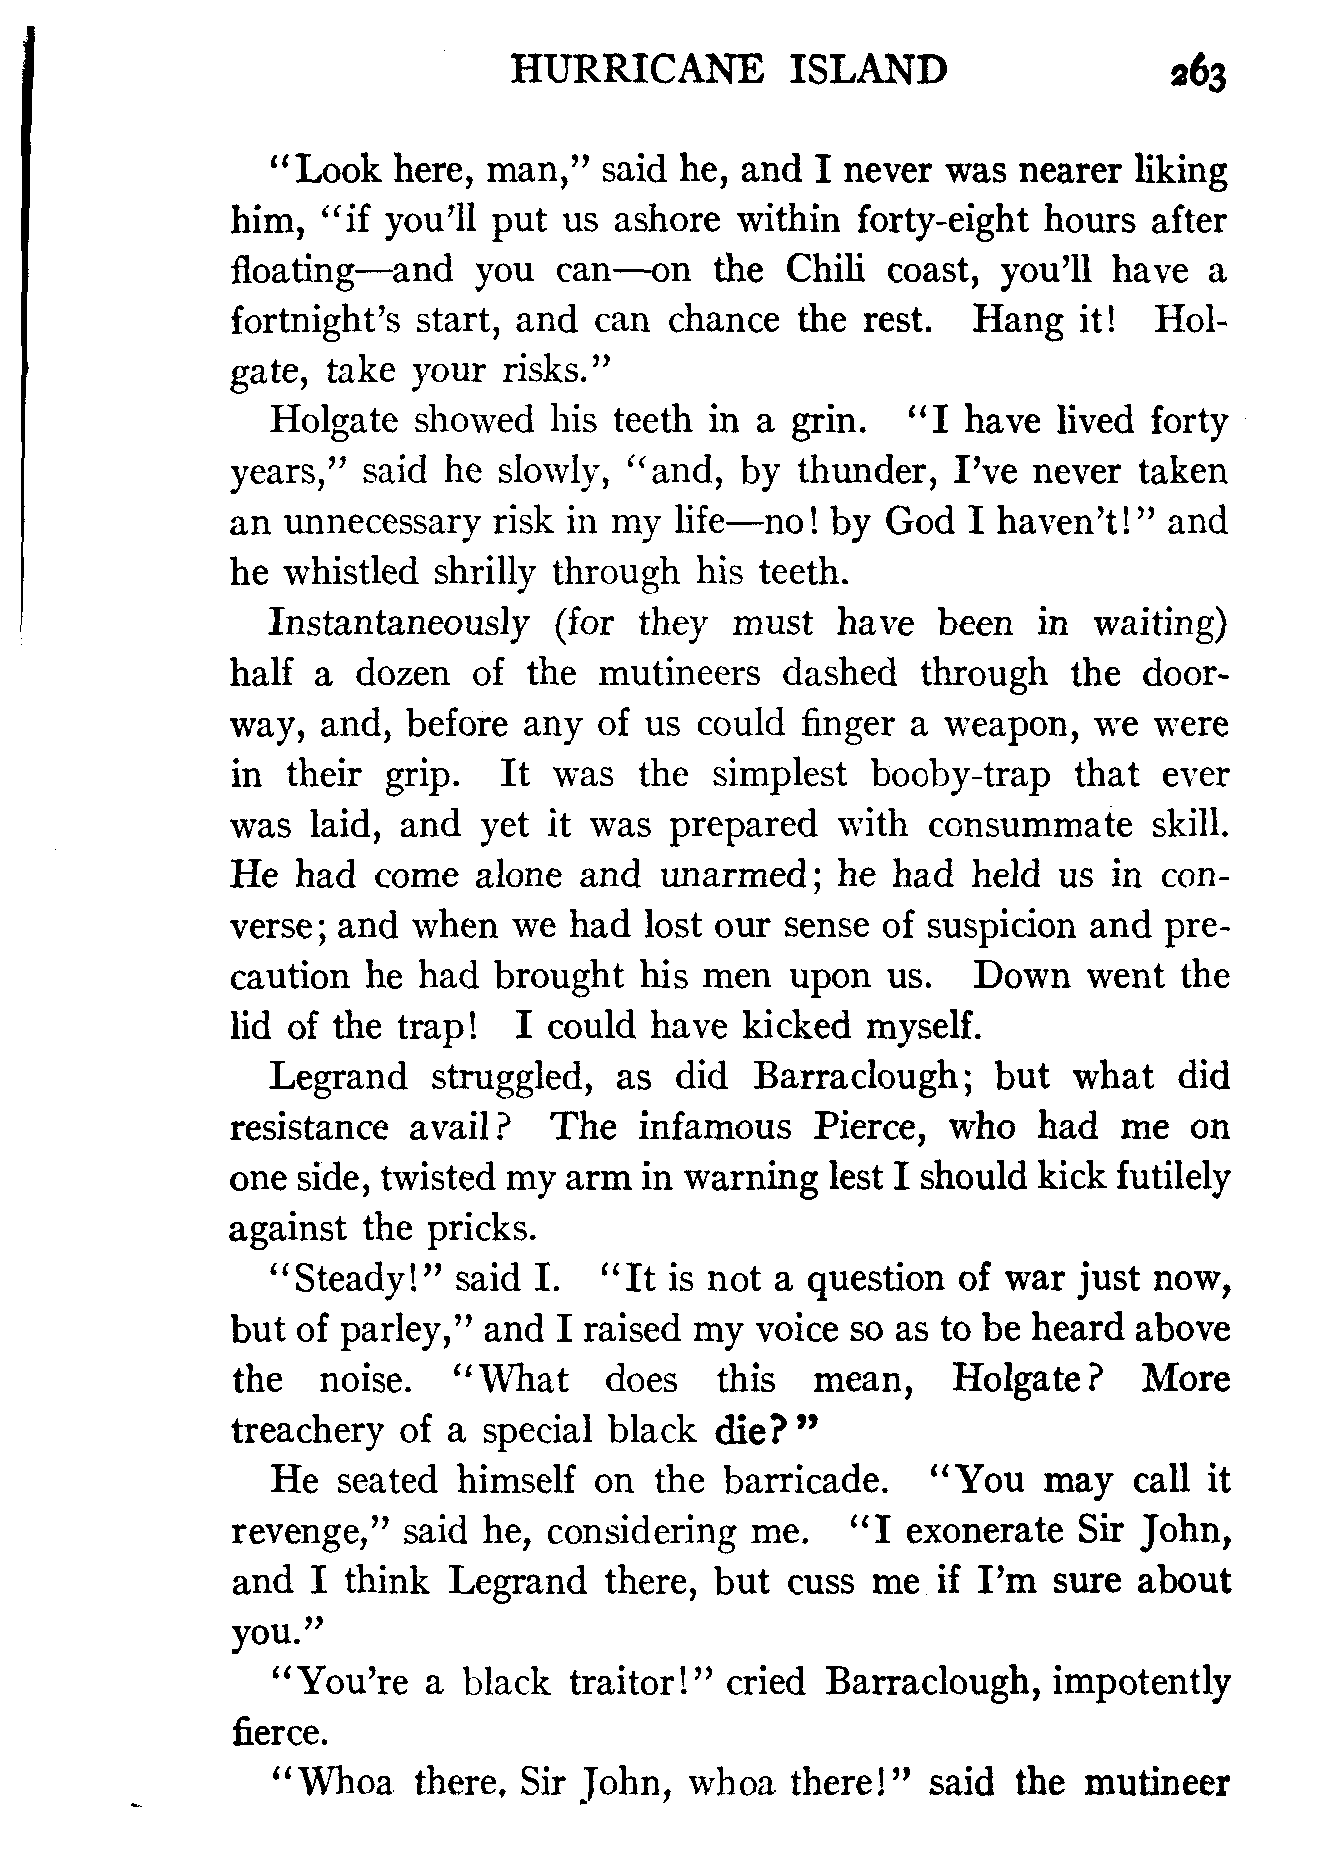 HURRICANE ISLAND 263
“Look here, man,” said he, and I never was nearer liking
him, “if you’ll put us ashore within forty-eight hours after
floating—and you can—on the Chili coast, you’ll have a
fortnight’s start, and can chance the rest. Hang it! Hol-
gate, take your risks.”
Holgate showed his teeth in a grin. “I have lived forty
years,” said he slowly, “and, by thunder, I’ve never taken
an unnecessary risk in my life—no! by God I haven’t!” and
he whistled shrilly through his teeth.
Instantaneously (for they must have been in waiting)
half a dozen of the mutineers dashed through the door-
way, and, before any of us could finger a weapon, we were
in their grip. It was the simplest booby-trap that ever
was laid, and yet it was prepared with consummate skill.
He had come alone and unarmed; he had held us in con-
verse; and when we had lost our sense of suspicion and pre-
caution he had brought his men upon us. Down went the
lid of the trap! I could have kicked myself.
Legrand struggled, as did Barraclough; but what did
resistance avail? The infamous Pierce, who had me on
one side, twisted my arm in warning lest I should kick futilely
against the pricks.
“Steady!” said I. “It is not a question of war just now,
but of parley,” and I raised my voice so as to be heard above
the noise. “What does this mean, Holgate? More
treachery of a special black die?”
He seated himself on the barricade. “You may call it
revenge,” said he, considering me. “I exonerate Sir John,
and I think Legrand there, but cuss me if I’m sure about
you.”
“You’re a black traitor!” cried Barraclough, impotently
fierce.
“Whoa there, Sir John, whoa there!” said the mutineer